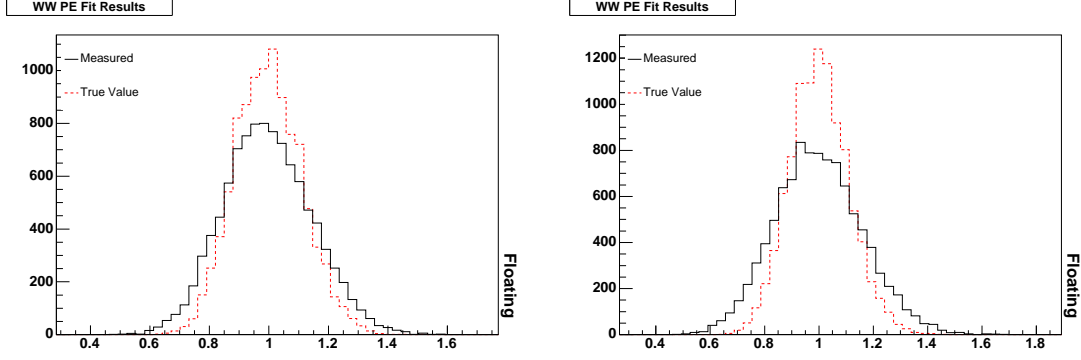 WW PE Fit Results
Measured
True Value
1000
800
600
400
200
0
0.4 0.6 0.8 1 1.2 1.4 1.6
Floating
WW PE Fit Results
Measured
True Value
1200
1000
800
600
400
200
0
0.4 0.6 0.8 1 1.2 1.4 1.6 1.8
Floating